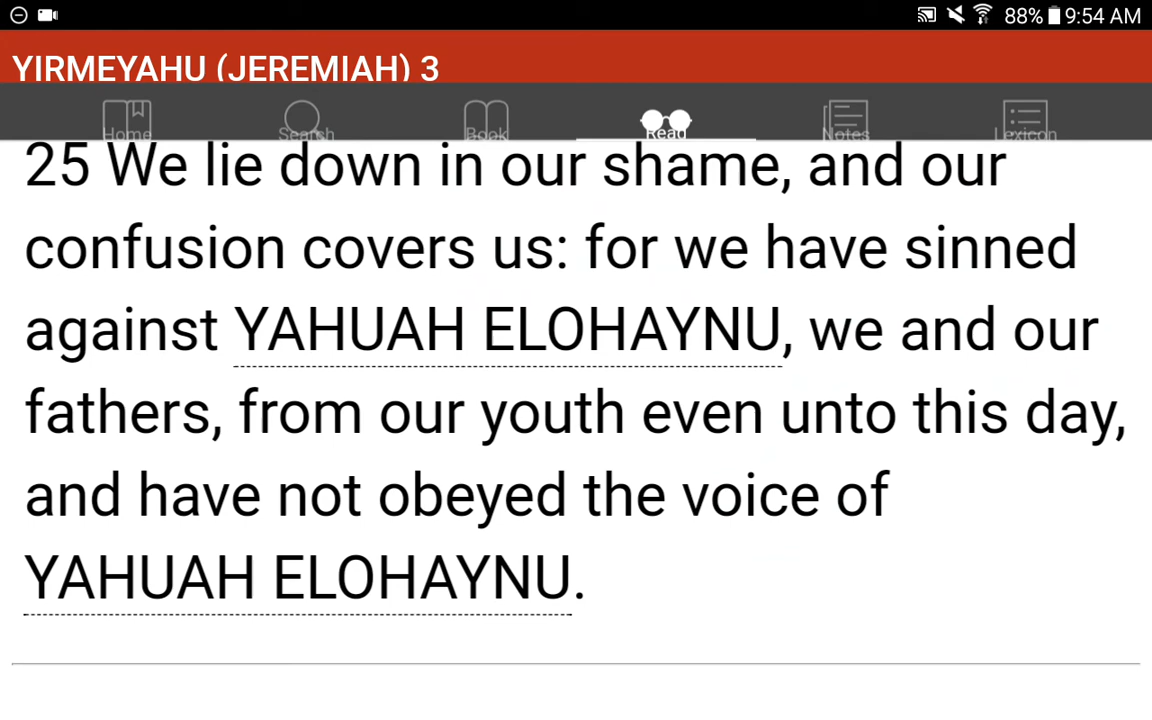 88% 9:54 AM
YIRMEYAHU (JEREMIAH) 3
Home Search Book Read Notes Lexicon
25 We lie down in our shame, and our
confusion covers us: for we have sinned
against YAHUAH ELOHAYNU, we and our
fathers, from our youth even unto this day,
and have not obeyed the voice of
YAHUAH ELOHAYNU.